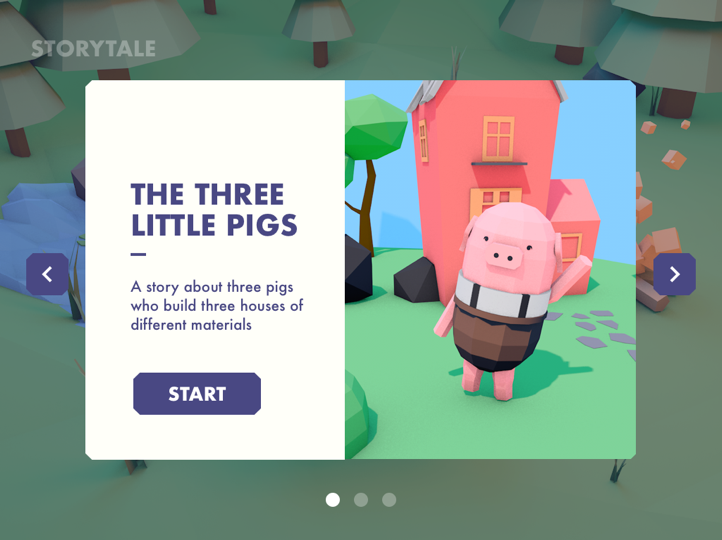 STORYTALE
THE THREE
LITTLE PIGS
A story about three pigs
who build three houses of
different materials
START